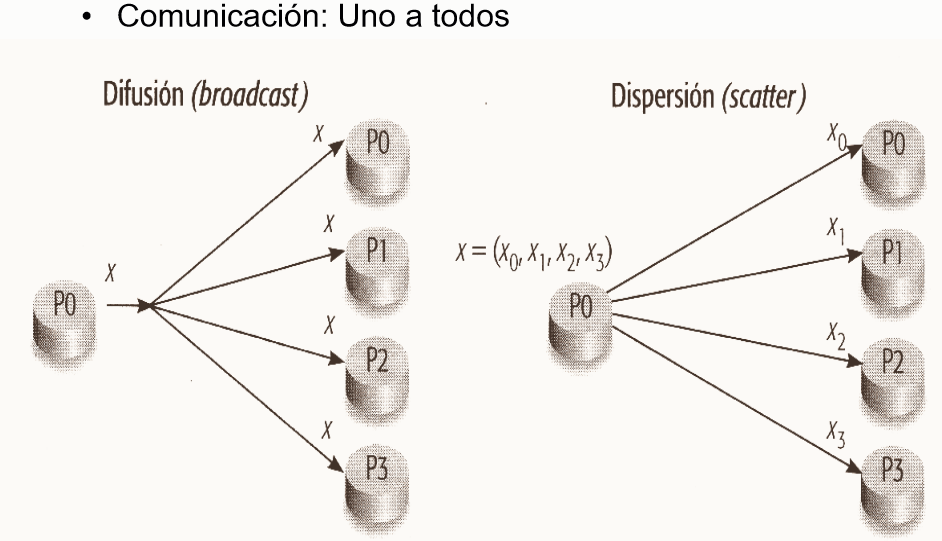 • Comunicación: Uno a todos
Difusión (broadcast)
X
P0
X
P0
X
P1
X
P2
X
P3
Dispersión (scatter)
X = (X₀, X₁, X₂, X₃)
P0
X₀
P0
X₁
P1
X₂
P2
X₃
P3